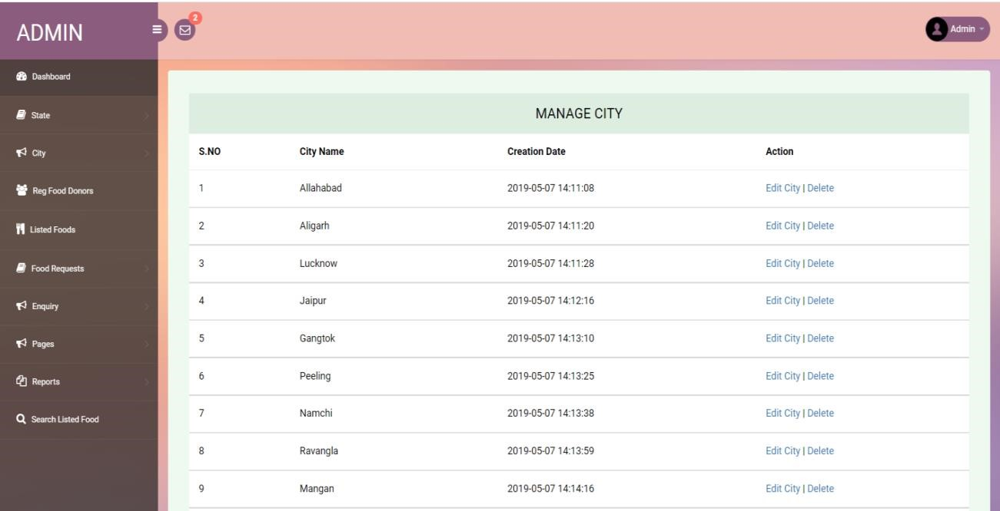 ADMIN
2
Admin
Dashboard
State
City
Reg Food Donors
Listed Foods
Food Requests
Enquiry
Pages
Reports
Search Listed Food
MANAGE CITY
S.NO City Name Creation Date Action
1 Allahabad 2019-05-07 14:11:08 Edit City | Delete
2 Aligarh 2019-05-07 14:11:20 Edit City | Delete
3 Lucknow 2019-05-07 14:11:28 Edit City | Delete
4 Jaipur 2019-05-07 14:12:16 Edit City | Delete
5 Gangtok 2019-05-07 14:13:10 Edit City | Delete
6 Peeling 2019-05-07 14:13:25 Edit City | Delete
7 Namchi 2019-05-07 14:13:38 Edit City | Delete
8 Ravangla 2019-05-07 14:13:59 Edit City | Delete
9 Mangan 2019-05-07 14:14:16 Edit City | Delete